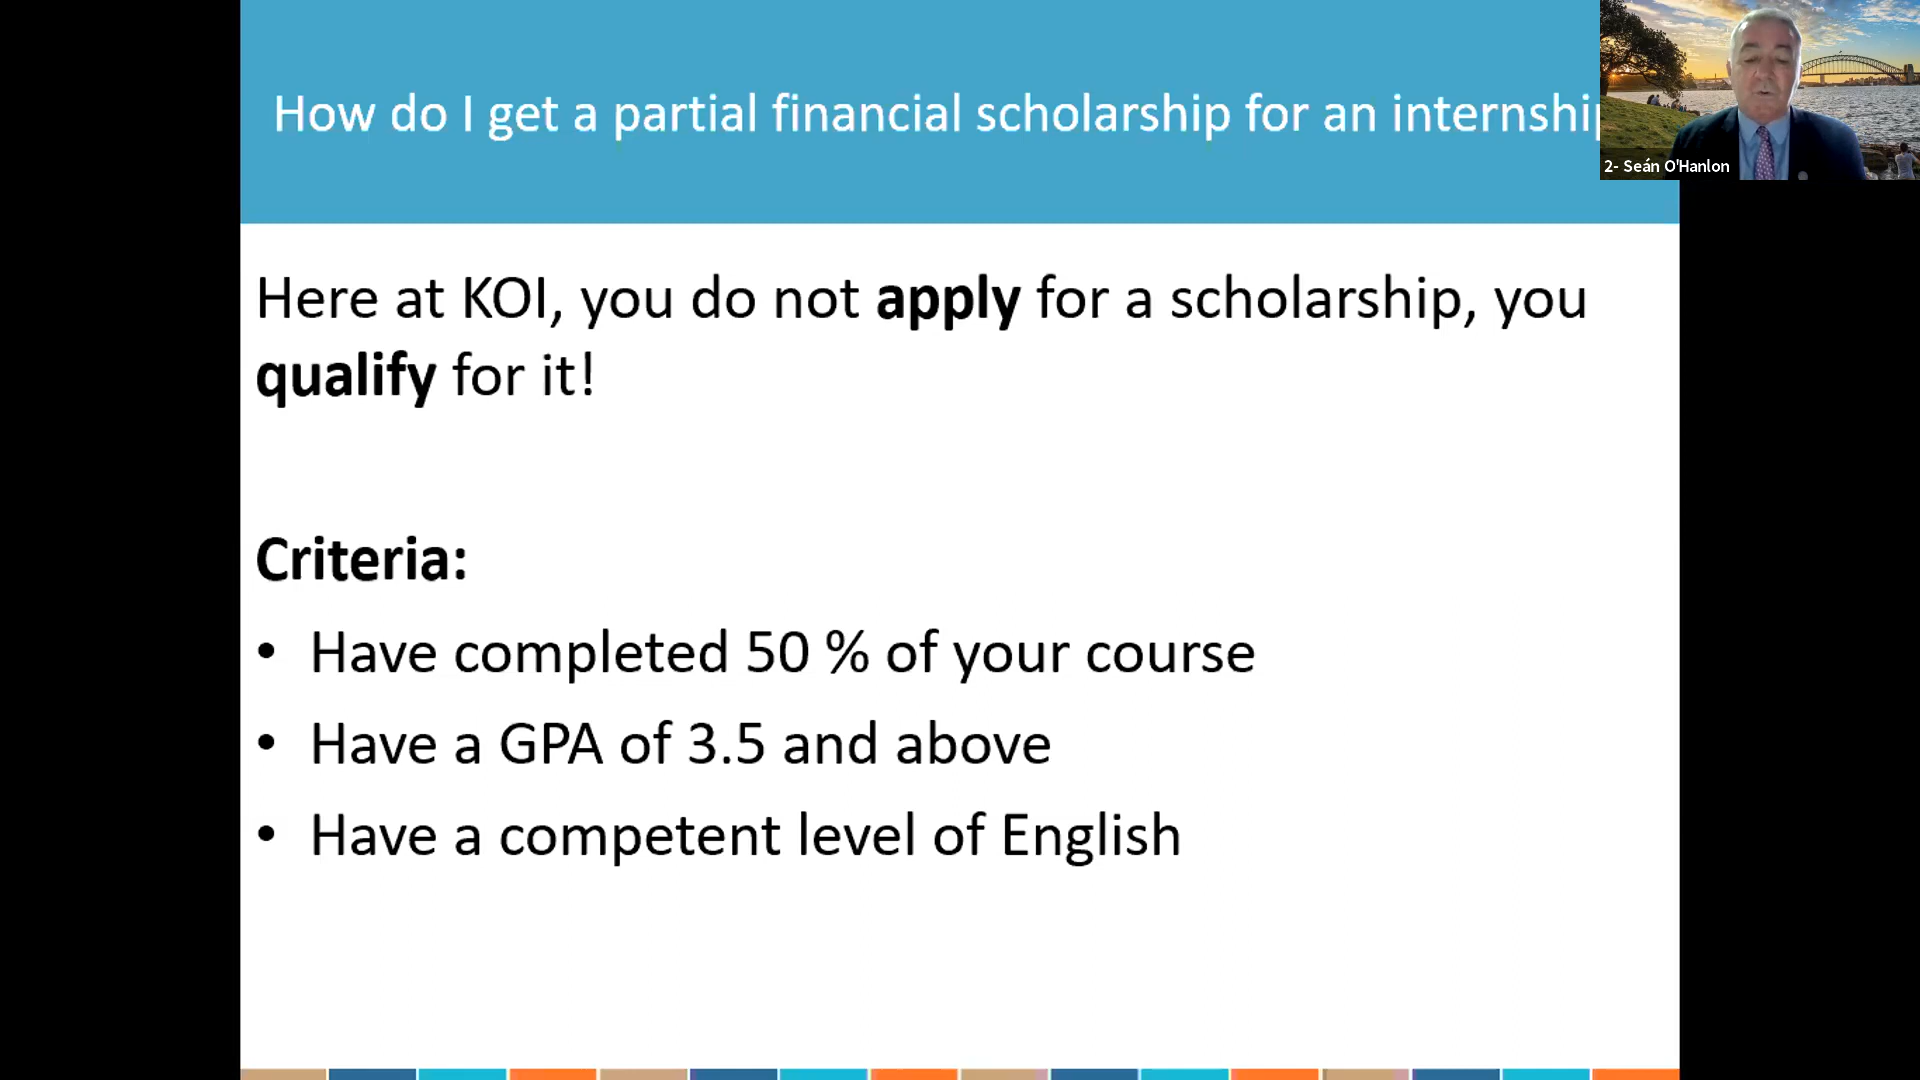 How do I get a partial financial scholarship for an internship
2- Seán O'Hanlon
Here at KOI, you do not apply for a scholarship, you
qualify for it!
Criteria:
• Have completed 50 % of your course
• Have a GPA of 3.5 and above
• Have a competent level of English